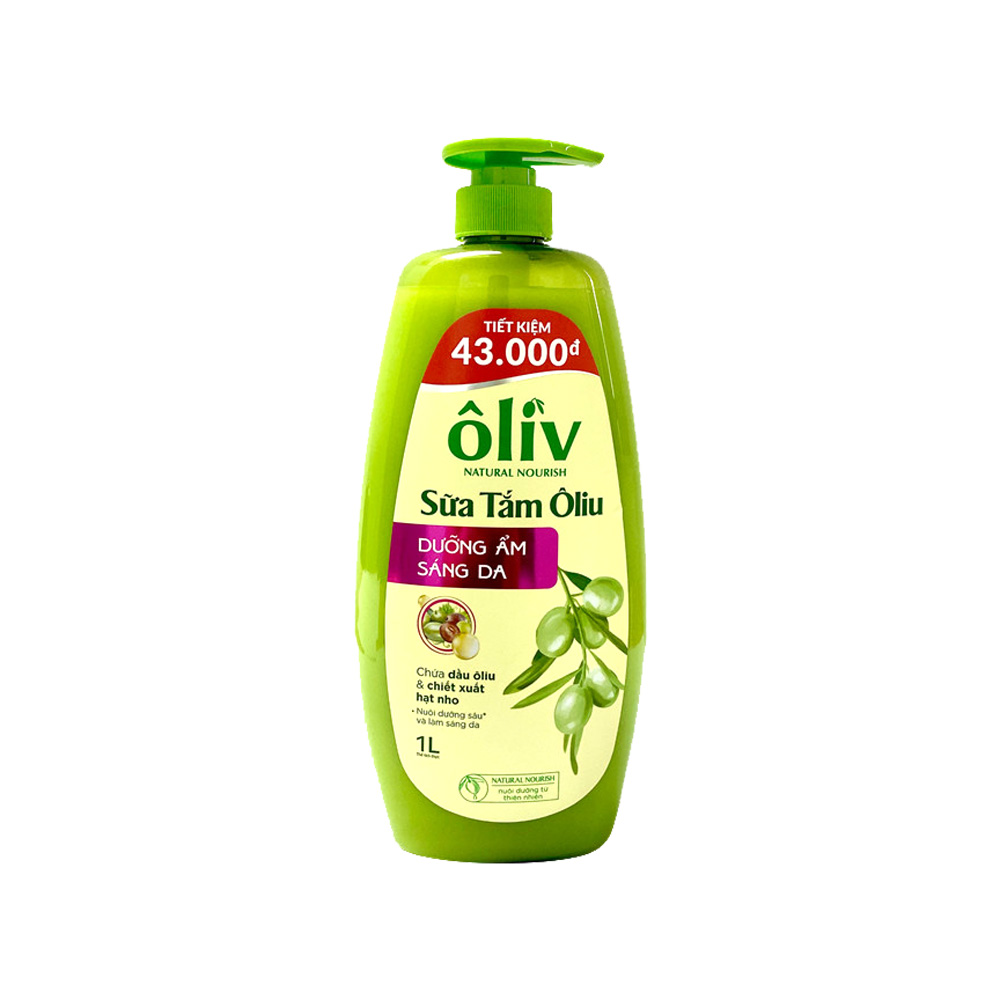 TIẾT KIỆM
43.000đ
ôliv
NATURAL NOURISH
Sữa Tắm Ôliu
DƯỠNG ẨM
SÁNG DA
Chứa dầu ôliu
& chiết xuất
hạt nho
• Nuôi dưỡng sâu*
và làm sáng da
1L
NATURAL NOURISH
nuôi dưỡng từ
thiên nhiên